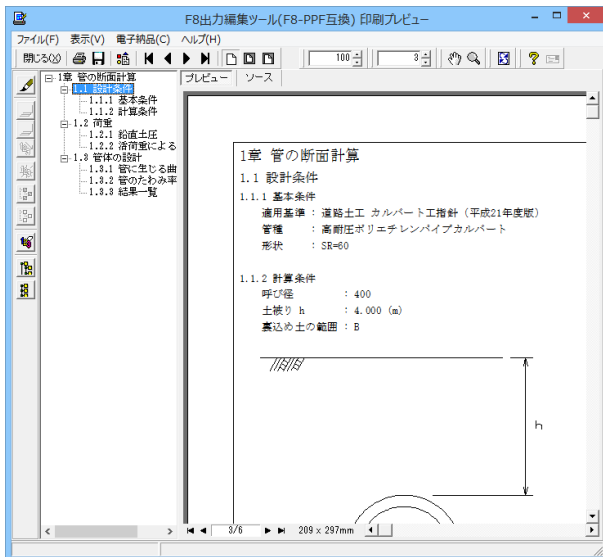 F8出力編集ツール(F8-PPF互換) 印刷プレビュー
ファイル(F) 表示(V) 電子納品(C) ヘルプ(H)
閉じる(X) 100 3
プレビュー ソース
1章 管の断面計算
1.1 設計条件
1.1.1 基本条件
1.1.2 計算条件
1.2 荷重
1.2.1 鉛直土圧
1.2.2 活荷重による
1.3 管体の設計
1.3.1 管に生じる曲
1.3.2 管のたわみ率
1.3.3 結果一覧
1章 管の断面計算
1.1 設計条件
1.1.1 基本条件
適用基準 : 道路土工 カルバート工指針 (平成21年度版)
管種 : 高耐圧ポリエチレンパイプカルバート
形状 : SR=60
1.1.2 計算条件
呼び径 : 400
土被り h : 4.000 (m)
裏込め土の範囲 : B
h
3/6 209 x 297mm